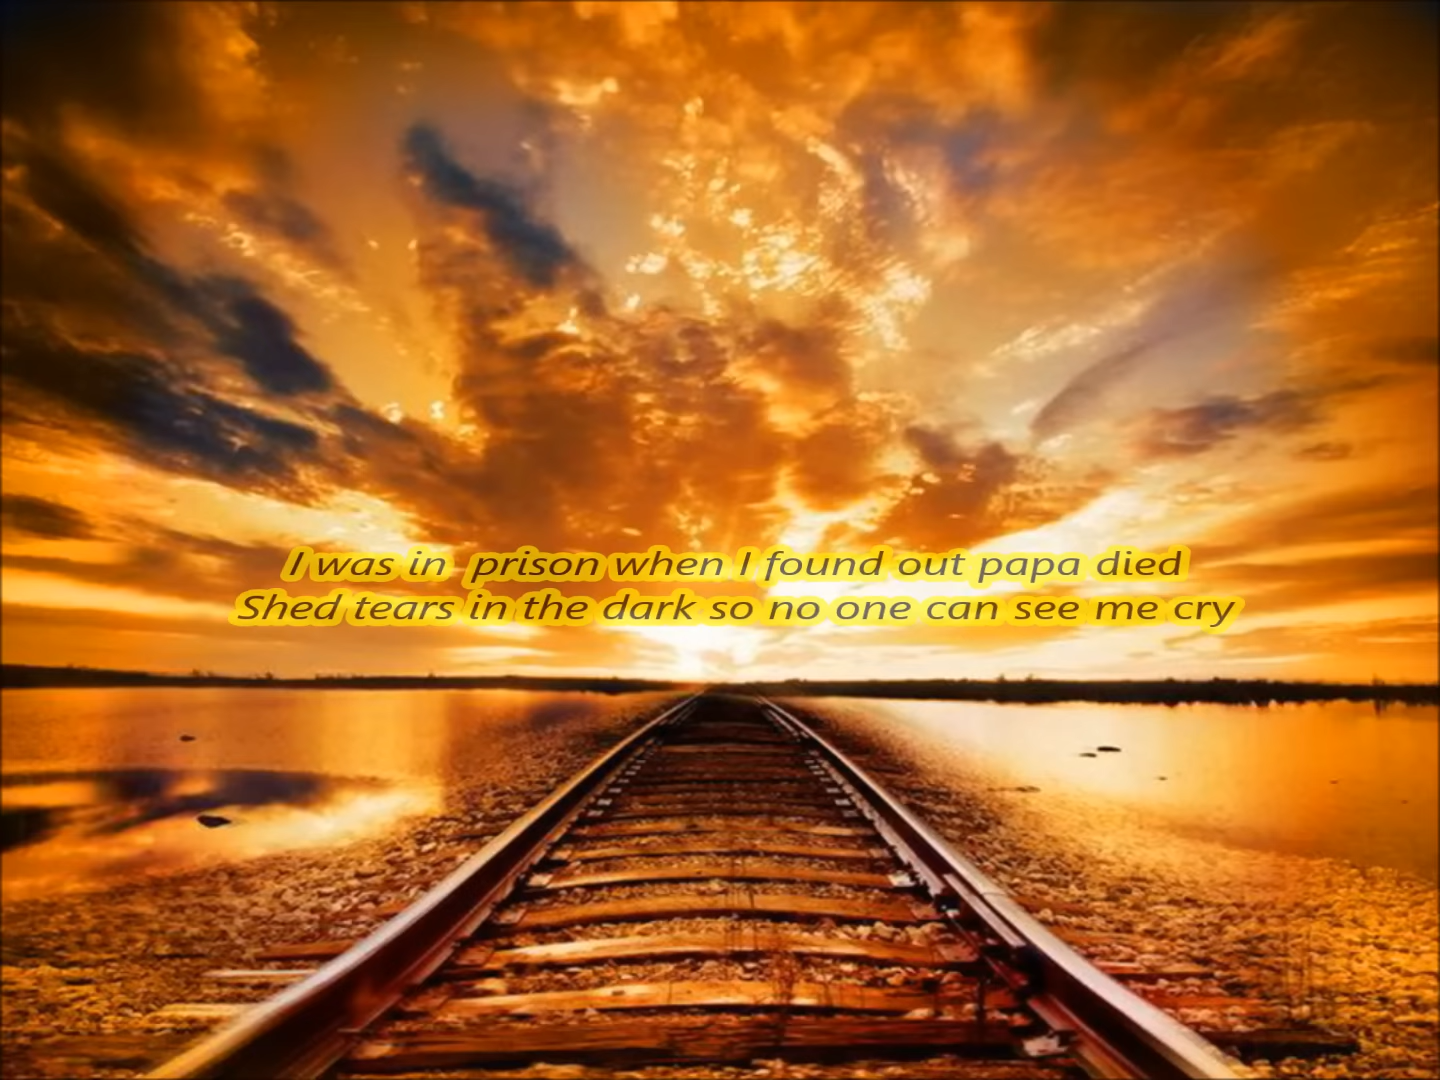 I was in  prison when I found out papa died
Shed tears in the dark so no one can see me cry